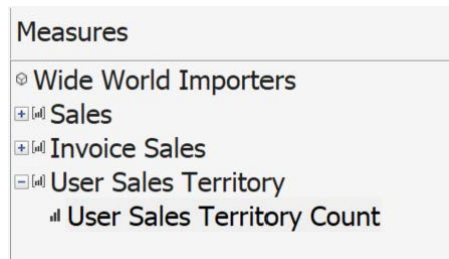 Measures
Wide World Importers
Sales
Invoice Sales
User Sales Territory
User Sales Territory Count